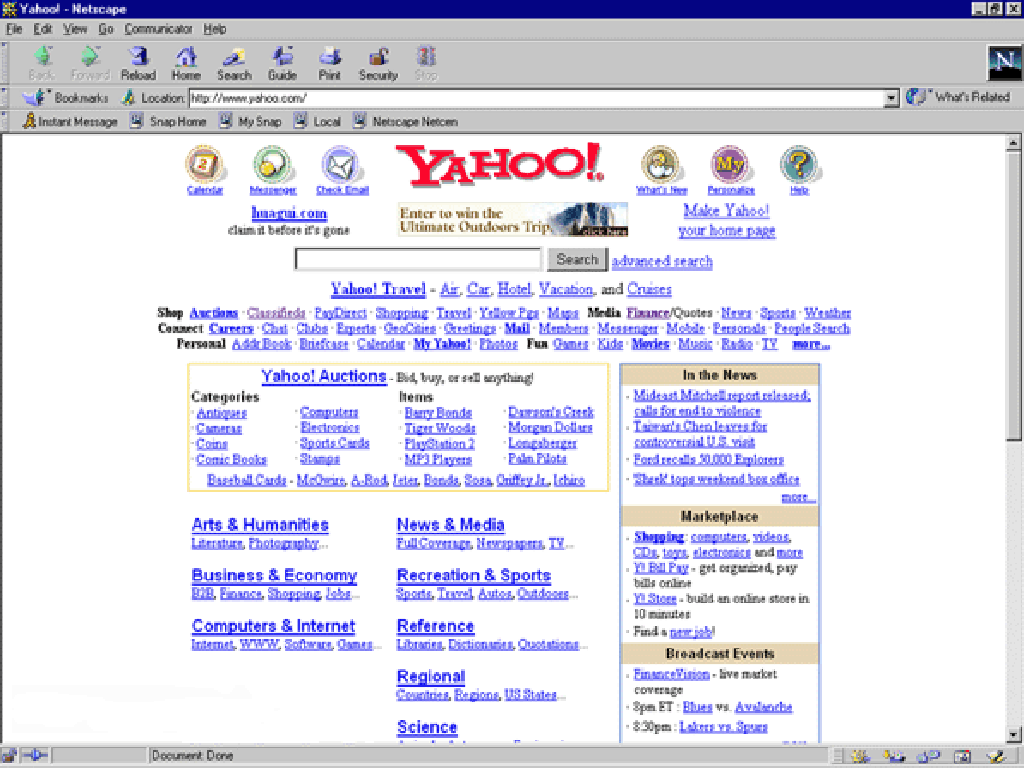 Yahoo! - Netscape
File Edit View Go Communicator Help
Back Forward Reload Home Search Guide Print Security Stop
N
Bookmarks Location: http://www.yahoo.com/ What's Related
Instant Message Snap Home My Snap Local Netscape Netcen
2 My ?
YAHOO!
Calendar Messenger Check Email What's New Personalize Help
huagui.com
claim it before it's gone
Enter to win the
Ultimate Outdoors Trip click here
Make Yahoo!
your home page
Search advanced search
Yahoo! Travel - Air, Car, Hotel, Vacation, and Cruises
Shop Auctions · Classifieds · PayDirect · Shopping · Travel · Yellow Pgs · Maps Media Finance/Quotes · News · Sports · Weather
Connect Careers · Chat · Clubs · Experts · GeoCities · Greetings · Mail · Members · Messenger · Mobile · Personals · People Search
Personal Addr Book · Briefcase · Calendar · My Yahoo! · Photos Fun Games · Kids · Movies · Music · Radio · TV more...
Yahoo! Auctions - Bid, buy, or sell anything!
Categories Items
· Antiques · Computers · Barry Bonds · Dawson's Creek
· Cameras · Electronics · Tiger Woods · Morgan Dollars
· Coins · Sports Cards · PlayStation 2 · Longaberger
· Comic Books · Stamps · MP3 Players · Palm Pilots
Baseball Cards - McGwire, A-Rod, Jeter, Bonds, Sosa, Griffey Jr., Ichiro
Arts & Humanities
Literature, Photography...
News & Media
Full Coverage, Newspapers, TV...
Business & Economy
B2B, Finance, Shopping, Jobs...
Recreation & Sports
Sports, Travel, Autos, Outdoors...
Computers & Internet
Internet, WWW, Software, Games...
Reference
Libraries, Dictionaries, Quotations...
Regional
Countries, Regions, US States...
Science
In the News
· Mideast Mitchell report released;
calls for end to violence
· Taiwan's Chen leaves for
controversial U.S. visit
· Ford recalls 50,000 Explorers
· 'Shrek' tops weekend box office
more...
Marketplace
· Shopping: computers, videos,
CDs, toys, electronics and more
· Y! Bill Pay - get organized, pay
bills online
· Y! Store - build an online store in
10 minutes
· Find a new job!
Broadcast Events
· FinanceVision - live market
coverage
· 8pm ET : Blues vs. Avalanche
· 8:30pm : Lakers vs. Spurs
Document: Done